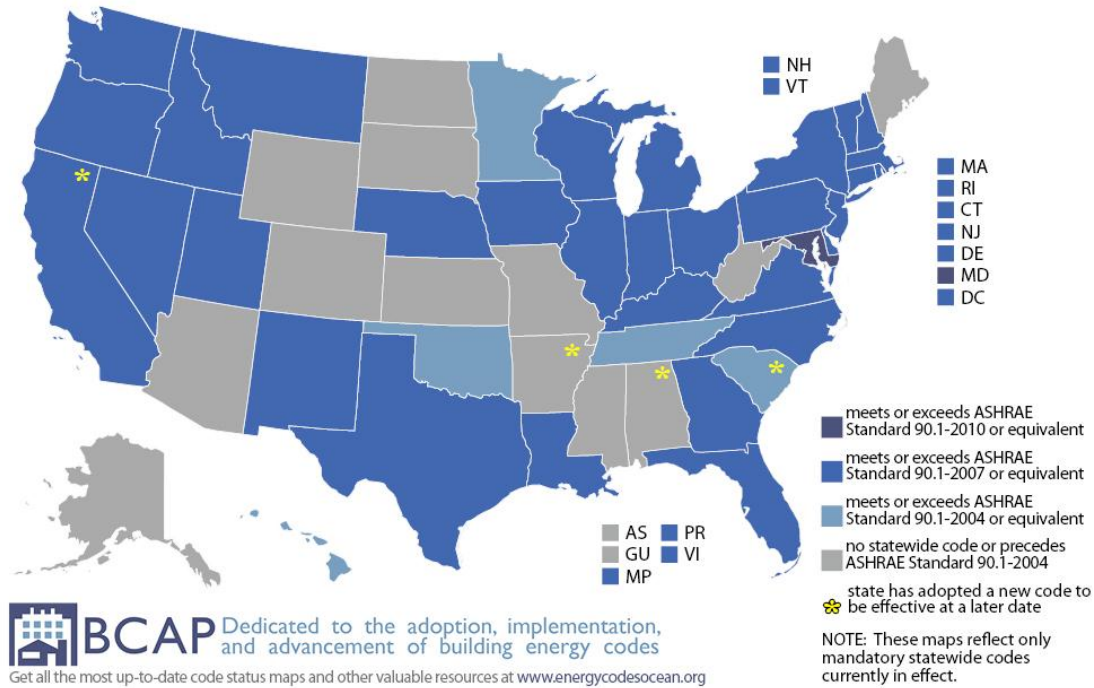 NH
VT
MA
RI
CT
NJ
DE
MD
DC
*
*
*
*
AS PR
GU VI
MP
meets or exceeds ASHRAE
Standard 90.1-2010 or equivalent
meets or exceeds ASHRAE
Standard 90.1-2007 or equivalent
meets or exceeds ASHRAE
Standard 90.1-2004 or equivalent
no statewide code or precedes
ASHRAE Standard 90.1-2004
* state has adopted a new code to
be effective at a later date
NOTE: These maps reflect only
mandatory statewide codes
currently in effect.
BCAP Dedicated to the adoption, implementation,
and advancement of building energy codes
Get all the most up-to-date code status maps and other valuable resources at www.energycodesocean.org